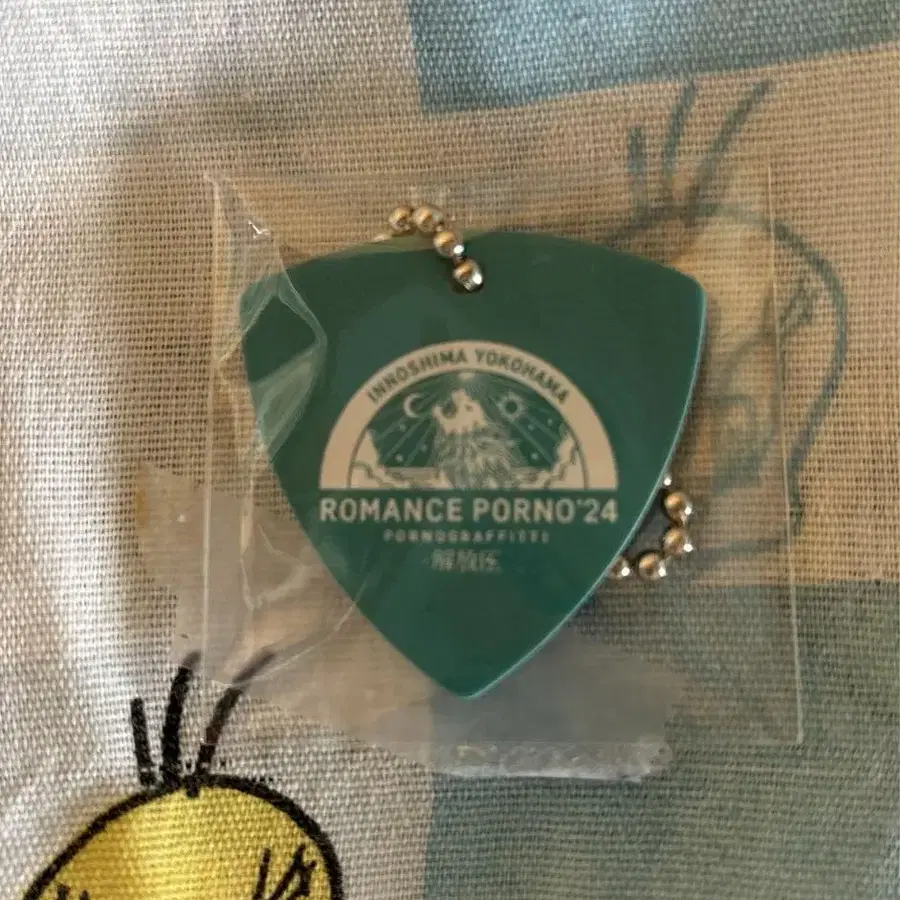 INNOSHIMA YOKOHAMA
ROMANCE PORNO'24
PORNOGRAFFITTI
解放区